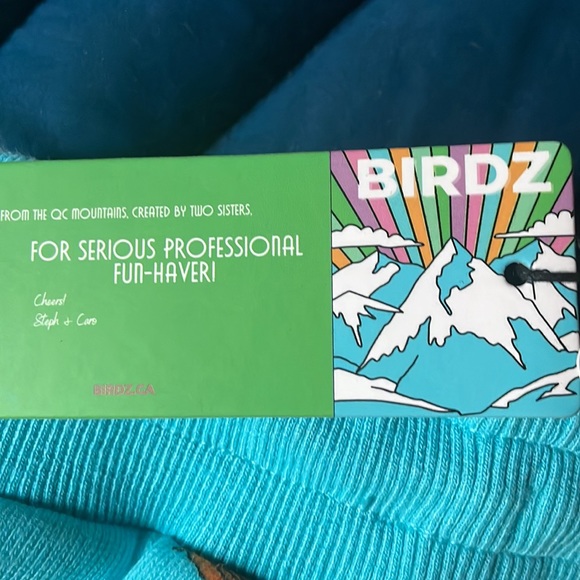 FROM THE QC MOUNTAINS, CREATED BY TWO SISTERS,
FOR SERIOUS PROFESSIONAL
FUN-HAVER!
Cheers!
Steph + Caro
BIRDZ.CA
BIRDZ